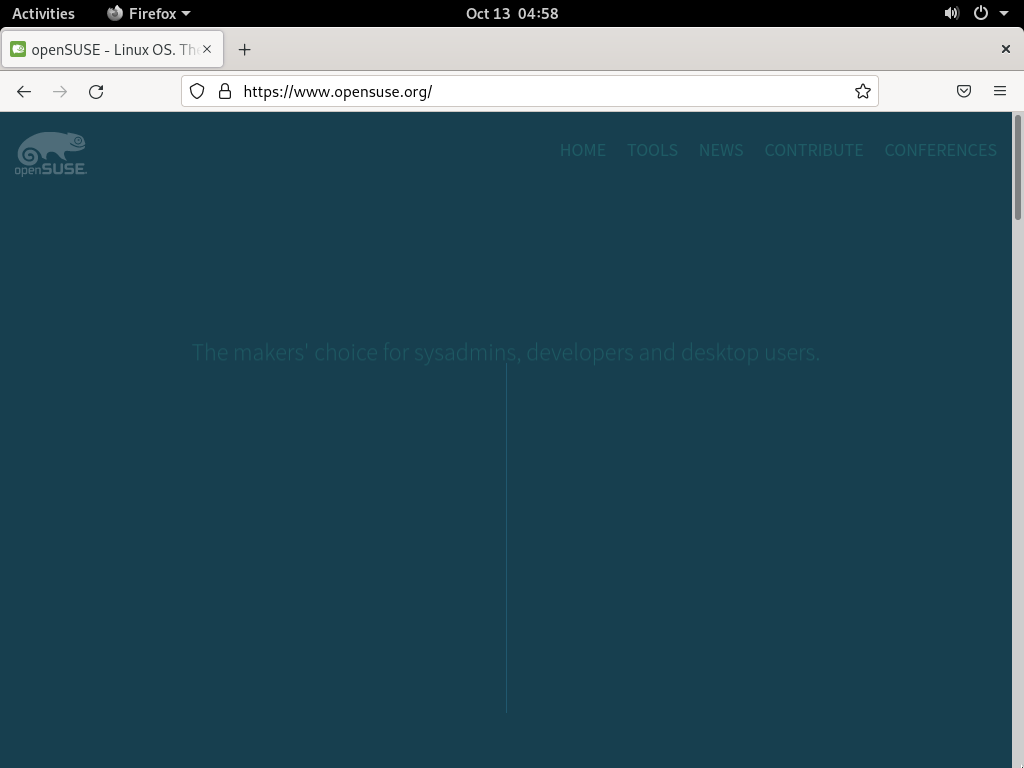 Activities
Firefox
Oct 13 04:58
openSUSE - Linux OS. The
https://www.opensuse.org/
openSUSE.
HOME
TOOLS
NEWS
CONTRIBUTE
CONFERENCES
The makers' choice for sysadmins, developers and desktop users.